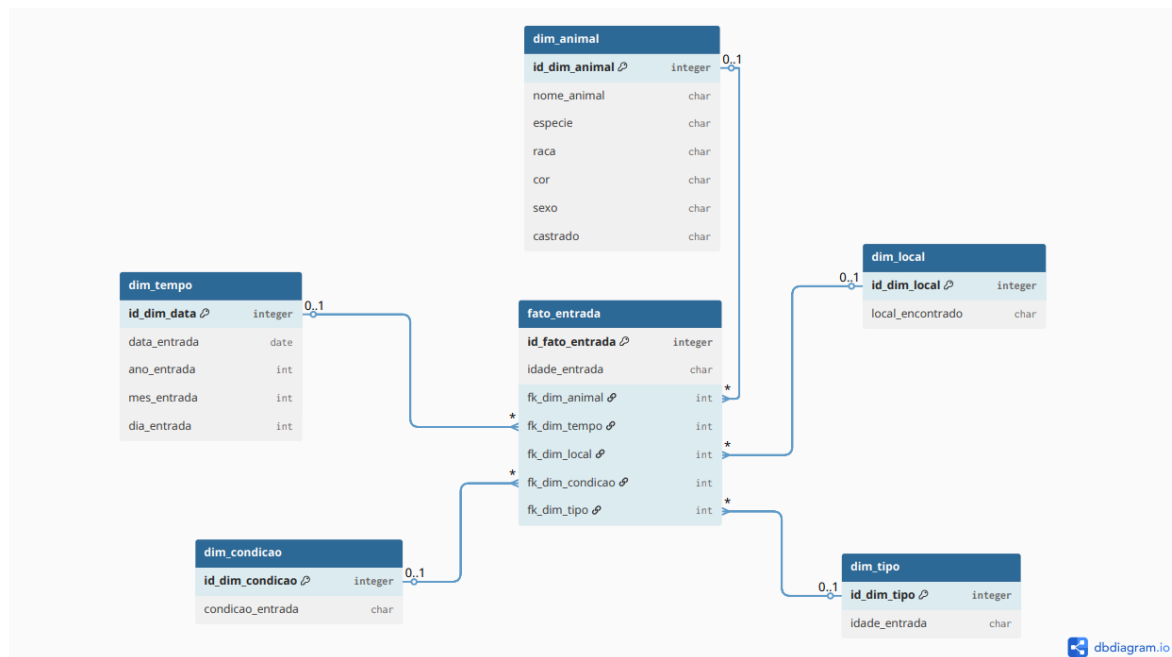 dim_animal
id_dim_animal integer
0..1
nome_animal char
especie char
raca char
cor char
sexo char
castrado char
dim_tempo
id_dim_data integer
0..1
data_entrada date
ano_entrada int
mes_entrada int
dia_entrada int
dim_local
0..1
id_dim_local integer
local_encontrado char
fato_entrada
id_fato_entrada integer
idade_entrada char
fk_dim_animal int *
* fk_dim_tempo int
fk_dim_local int *
* fk_dim_condicao int
fk_dim_tipo int *
dim_condicao
id_dim_condicao integer
0..1
condicao_entrada char
dim_tipo
0..1
id_dim_tipo integer
idade_entrada char
dbdiagram.io